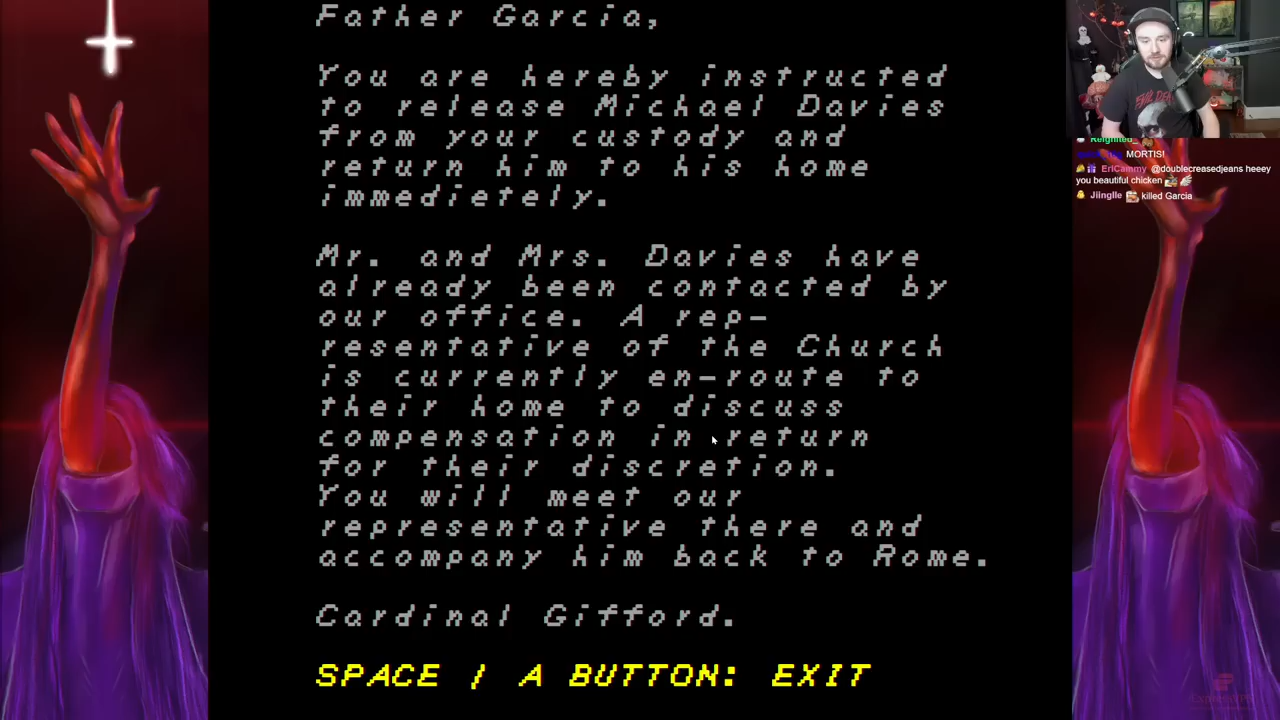 Father Garcia,
You are hereby instructed
to release Michael Davies
from your custody and
return him to his home
immedietely.
Mr. and Mrs. Davies have
already been contacted by
our office. A rep-
resentative of the Church
is currently en-route to
their home to discuss
compensation in return
for their discretion.
You will meet our
representative there and
accompany him back to Rome.
Cardinal Gifford.
SPACE / A BUTTON: EXIT
Reignited_
MORTIS!
EriCammy @doublecreasedjeans heeey
you beautiful chicken
Jiinglle killed Garcia